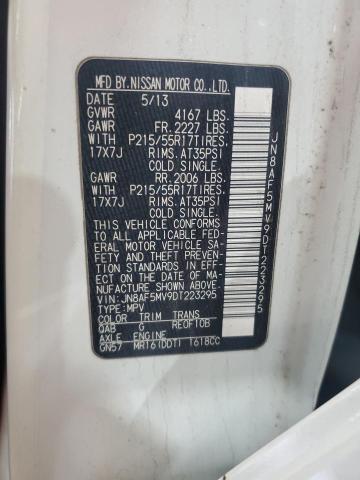 MFD BY.NISSAN MOTOR CO.,LTD.
DATE 5/13
GVWR 4167 LBS.
GAWR FR. 2227 LBS.
WITH P215/55R17TIRES,
17X7J RIMS.AT35PSI
COLD SINGLE.
GAWR RR. 2006 LBS.
WITH P215/55R17TIRES,
17X7J RIMS.AT35PSI
COLD SINGLE.
THIS VEHICLE CONFORMS
TO ALL APPLICABLE FED-
ERAL MOTOR VEHICLE SA-
FETY AND THEFT PREV-
ENTION STANDARDS IN EFF-
ECT ON THE DATE OF MA-
NUFACTURE SHOWN ABOVE.
VIN:JN8AF5MV9DT223295
TYPE:MPV
COLOR TRIM TRANS
QAB G RE0F10B
AXLE ENGINE
GN57 MR16(DDT) 1618CC
JN8AF5MV9DT223295